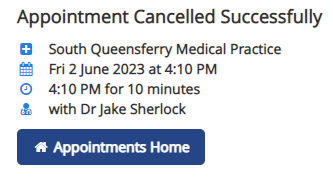 Appointment Cancelled Successfully
South Queensferry Medical Practice
Fri 2 June 2023 at 4:10 PM
4:10 PM for 10 minutes
with Dr Jake Sherlock
Appointments Home